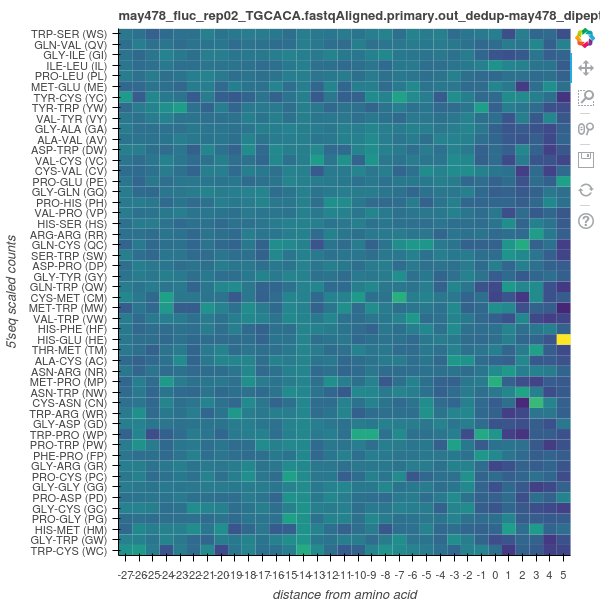 may478_fluc_rep02_TGCACA.fastqAligned.primary.out_dedup-may478_dipept
TRP-SER (WS)
GLN-VAL (QV)
GLY-ILE (GI)
ILE-LEU (IL)
PRO-LEU (PL)
MET-GLU (ME)
TYR-CYS (YC)
TYR-TRP (YW)
VAL-TYR (VY)
GLY-ALA (GA)
ALA-VAL (AV)
ASP-TRP (DW)
VAL-CYS (VC)
CYS-VAL (CV)
PRO-GLU (PE)
GLY-GLN (GQ)
PRO-HIS (PH)
VAL-PRO (VP)
HIS-SER (HS)
ARG-ARG (RR)
GLN-CYS (QC)
SER-TRP (SW)
ASP-PRO (DP)
GLY-TYR (GY)
GLN-TRP (QW)
CYS-MET (CM)
MET-TRP (MW)
VAL-TRP (VW)
HIS-PHE (HF)
HIS-GLU (HE)
THR-MET (TM)
ALA-CYS (AC)
ASN-ARG (NR)
MET-PRO (MP)
ASN-TRP (NW)
CYS-ASN (CN)
TRP-ARG (WR)
GLY-ASP (GD)
TRP-PRO (WP)
PRO-TRP (PW)
PHE-PRO (FP)
GLY-ARG (GR)
PRO-CYS (PC)
GLY-GLY (GG)
PRO-ASP (PD)
GLY-CYS (GC)
PRO-GLY (PG)
HIS-MET (HM)
GLY-TRP (GW)
TRP-CYS (WC)
5'seq scaled counts
-27-26-25-24-23-22-21-20-19-18-17-16-15-14-13-12-11-10-9 -8 -7 -6 -5 -4 -3 -2 -1 0 1 2 3 4 5
distance from amino acid